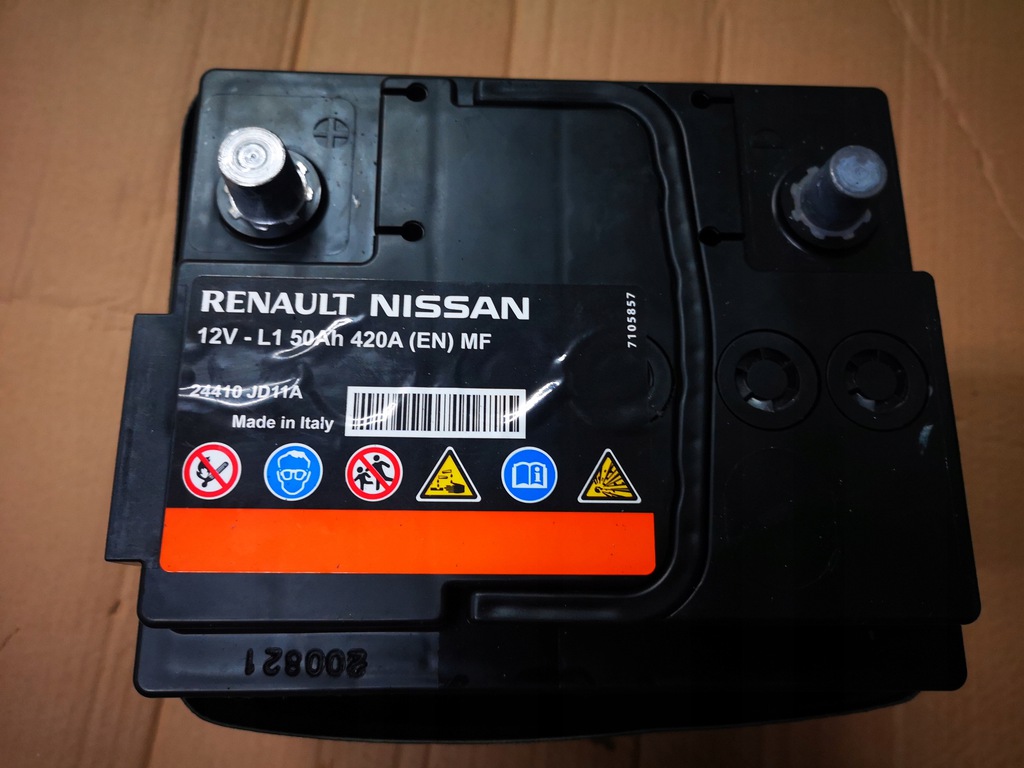 RENAULT NISSAN
12V - L1 50Ah 420A (EN) MF
7105857
24410 JD11A
Made in Italy
200821